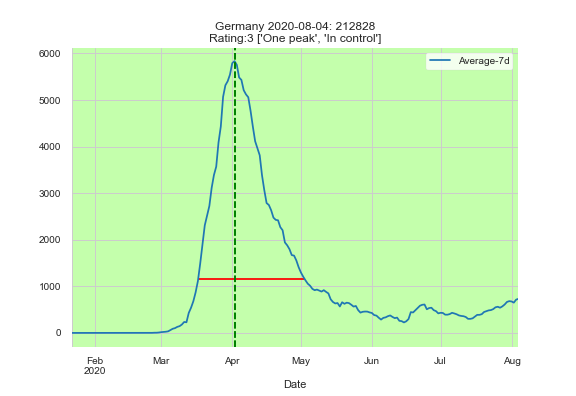 Germany 2020-08-04: 212828
Rating:3 ['One peak', 'In control']
Average-7d
6000
5000
4000
3000
2000
1000
0
Feb
2020
Mar
Apr
May
Jun
Jul
Aug
Date